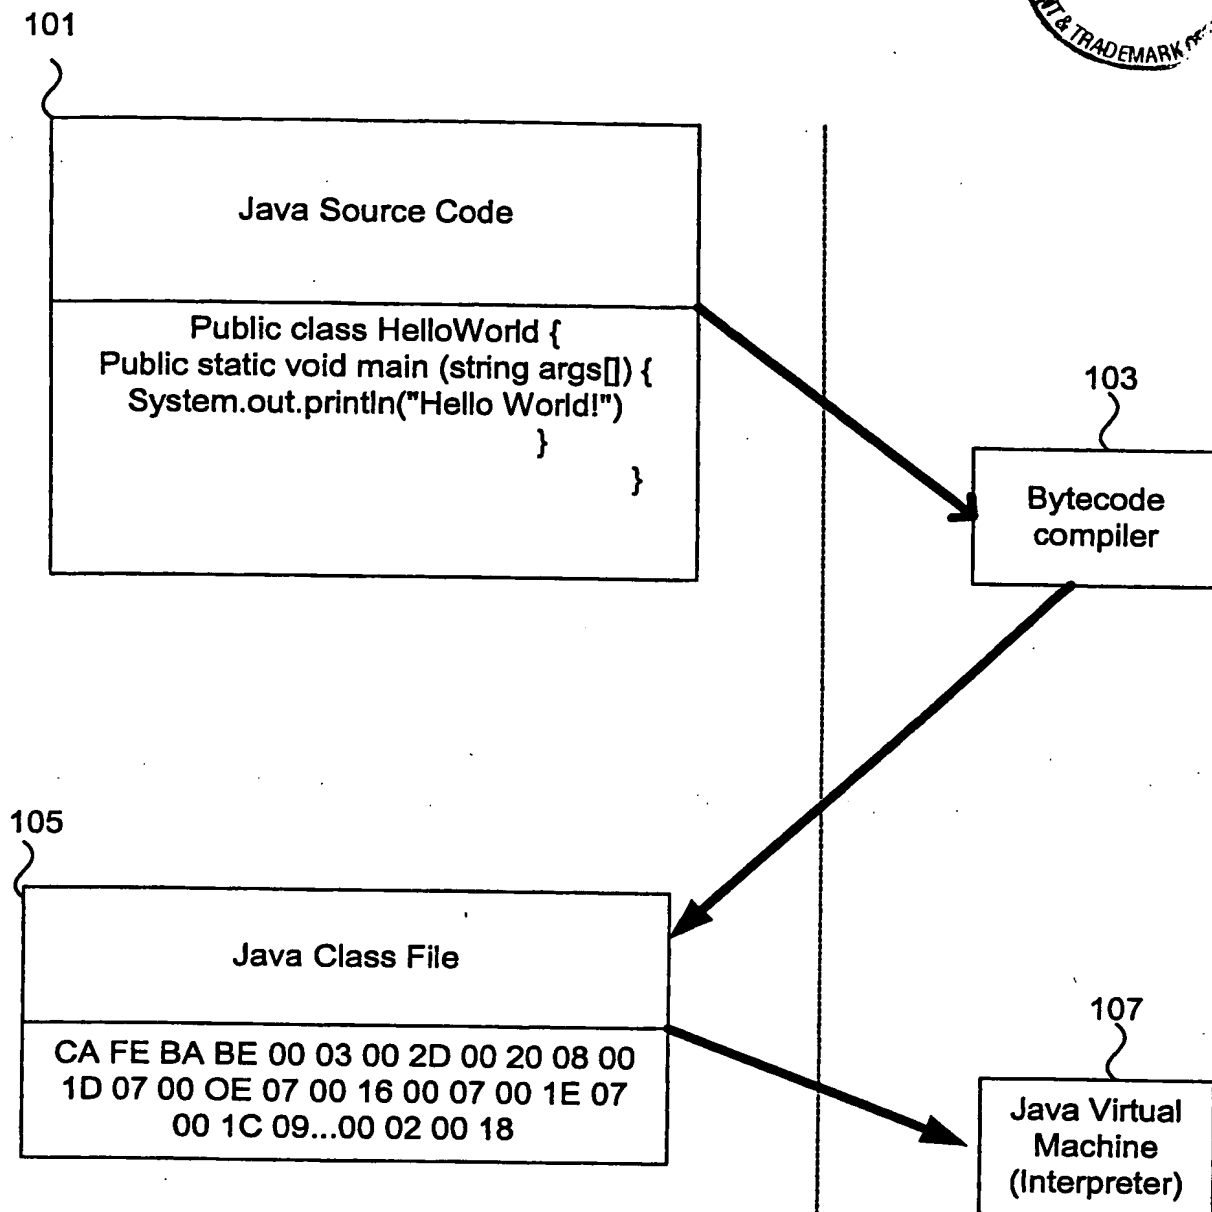 101
& TRADEMARK
Java Source Code
Public class HelloWorld {
Public static void main (string args[]) {
System.out.println("Hello World!")
}
}
103
Bytecode
compiler
105
Java Class File
CA FE BA BE 00 03 00 2D 00 20 08 00
1D 07 00 OE 07 00 16 00 07 00 1E 07
00 1C 09...00 02 00 18
107
Java Virtual
Machine
(Interpreter)